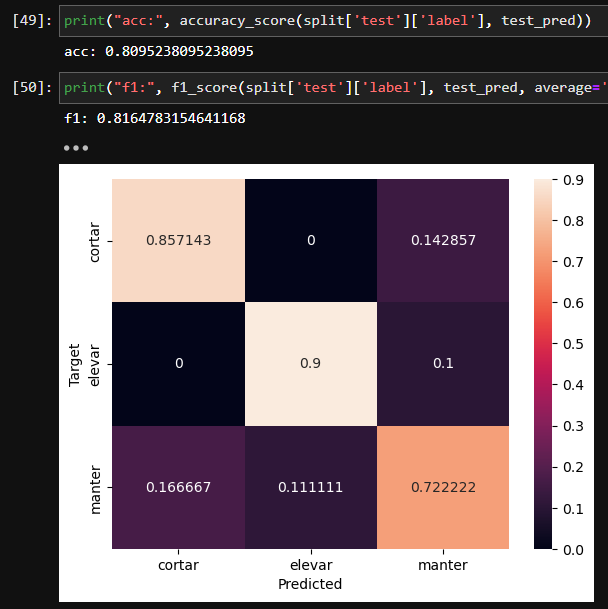 [49]: print("acc:", accuracy_score(split['test']['label'], test_pred))
acc: 0.8095238095238095
[50]: print("f1:", f1_score(split['test']['label'], test_pred, average='
f1: 0.8164783154641168
0.857143 0 0.142857
0 0.9 0.1
0.166667 0.111111 0.722222
cortar
elevar
manter
Target
cortar elevar manter
Predicted
0.9
0.8
0.7
0.6
0.5
0.4
0.3
0.2
0.1
0.0